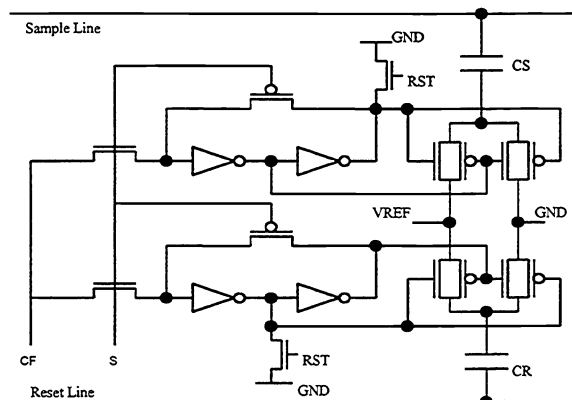 Sample Line
GND
CS
RST
VREF
GND
CF
S
RST
CR
GND
Reset Line